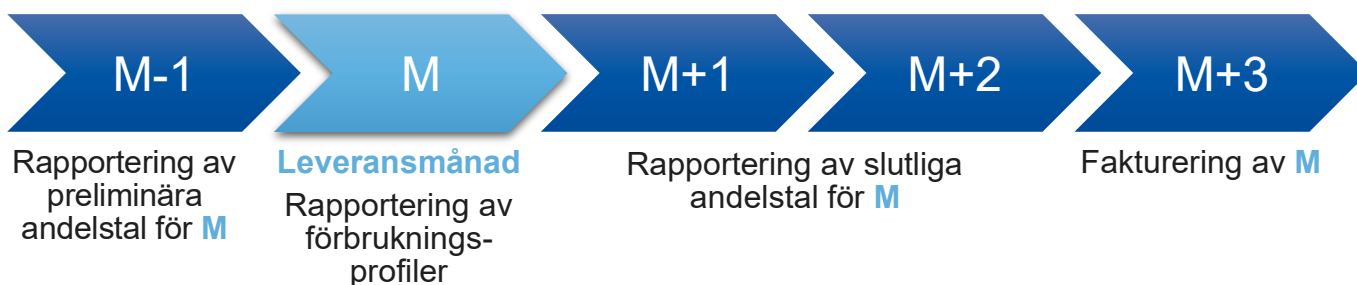 M-1
M
M+1
M+2
M+3
Rapportering av
preliminära
andelstal för M
Leveransmånad
Rapportering av
förbruknings-
profiler
Rapportering av slutliga
andelstal för M
Fakturering av M